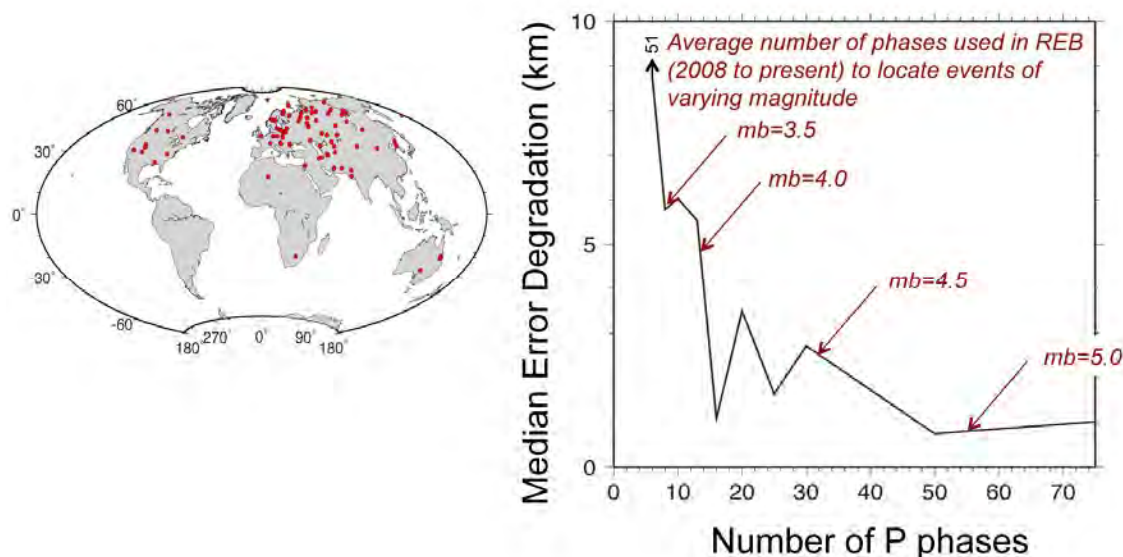 60˚
30˚
0˚
-30˚
-60˚
180˚
270˚
0˚
90˚
180˚
Median Error Degradation (km)
10
5
0
51
Average number of phases used in REB
(2008 to present) to locate events of
varying magnitude
mb=3.5
mb=4.0
mb=4.5
mb=5.0
0 10 20 30 40 50 60 70
Number of P phases